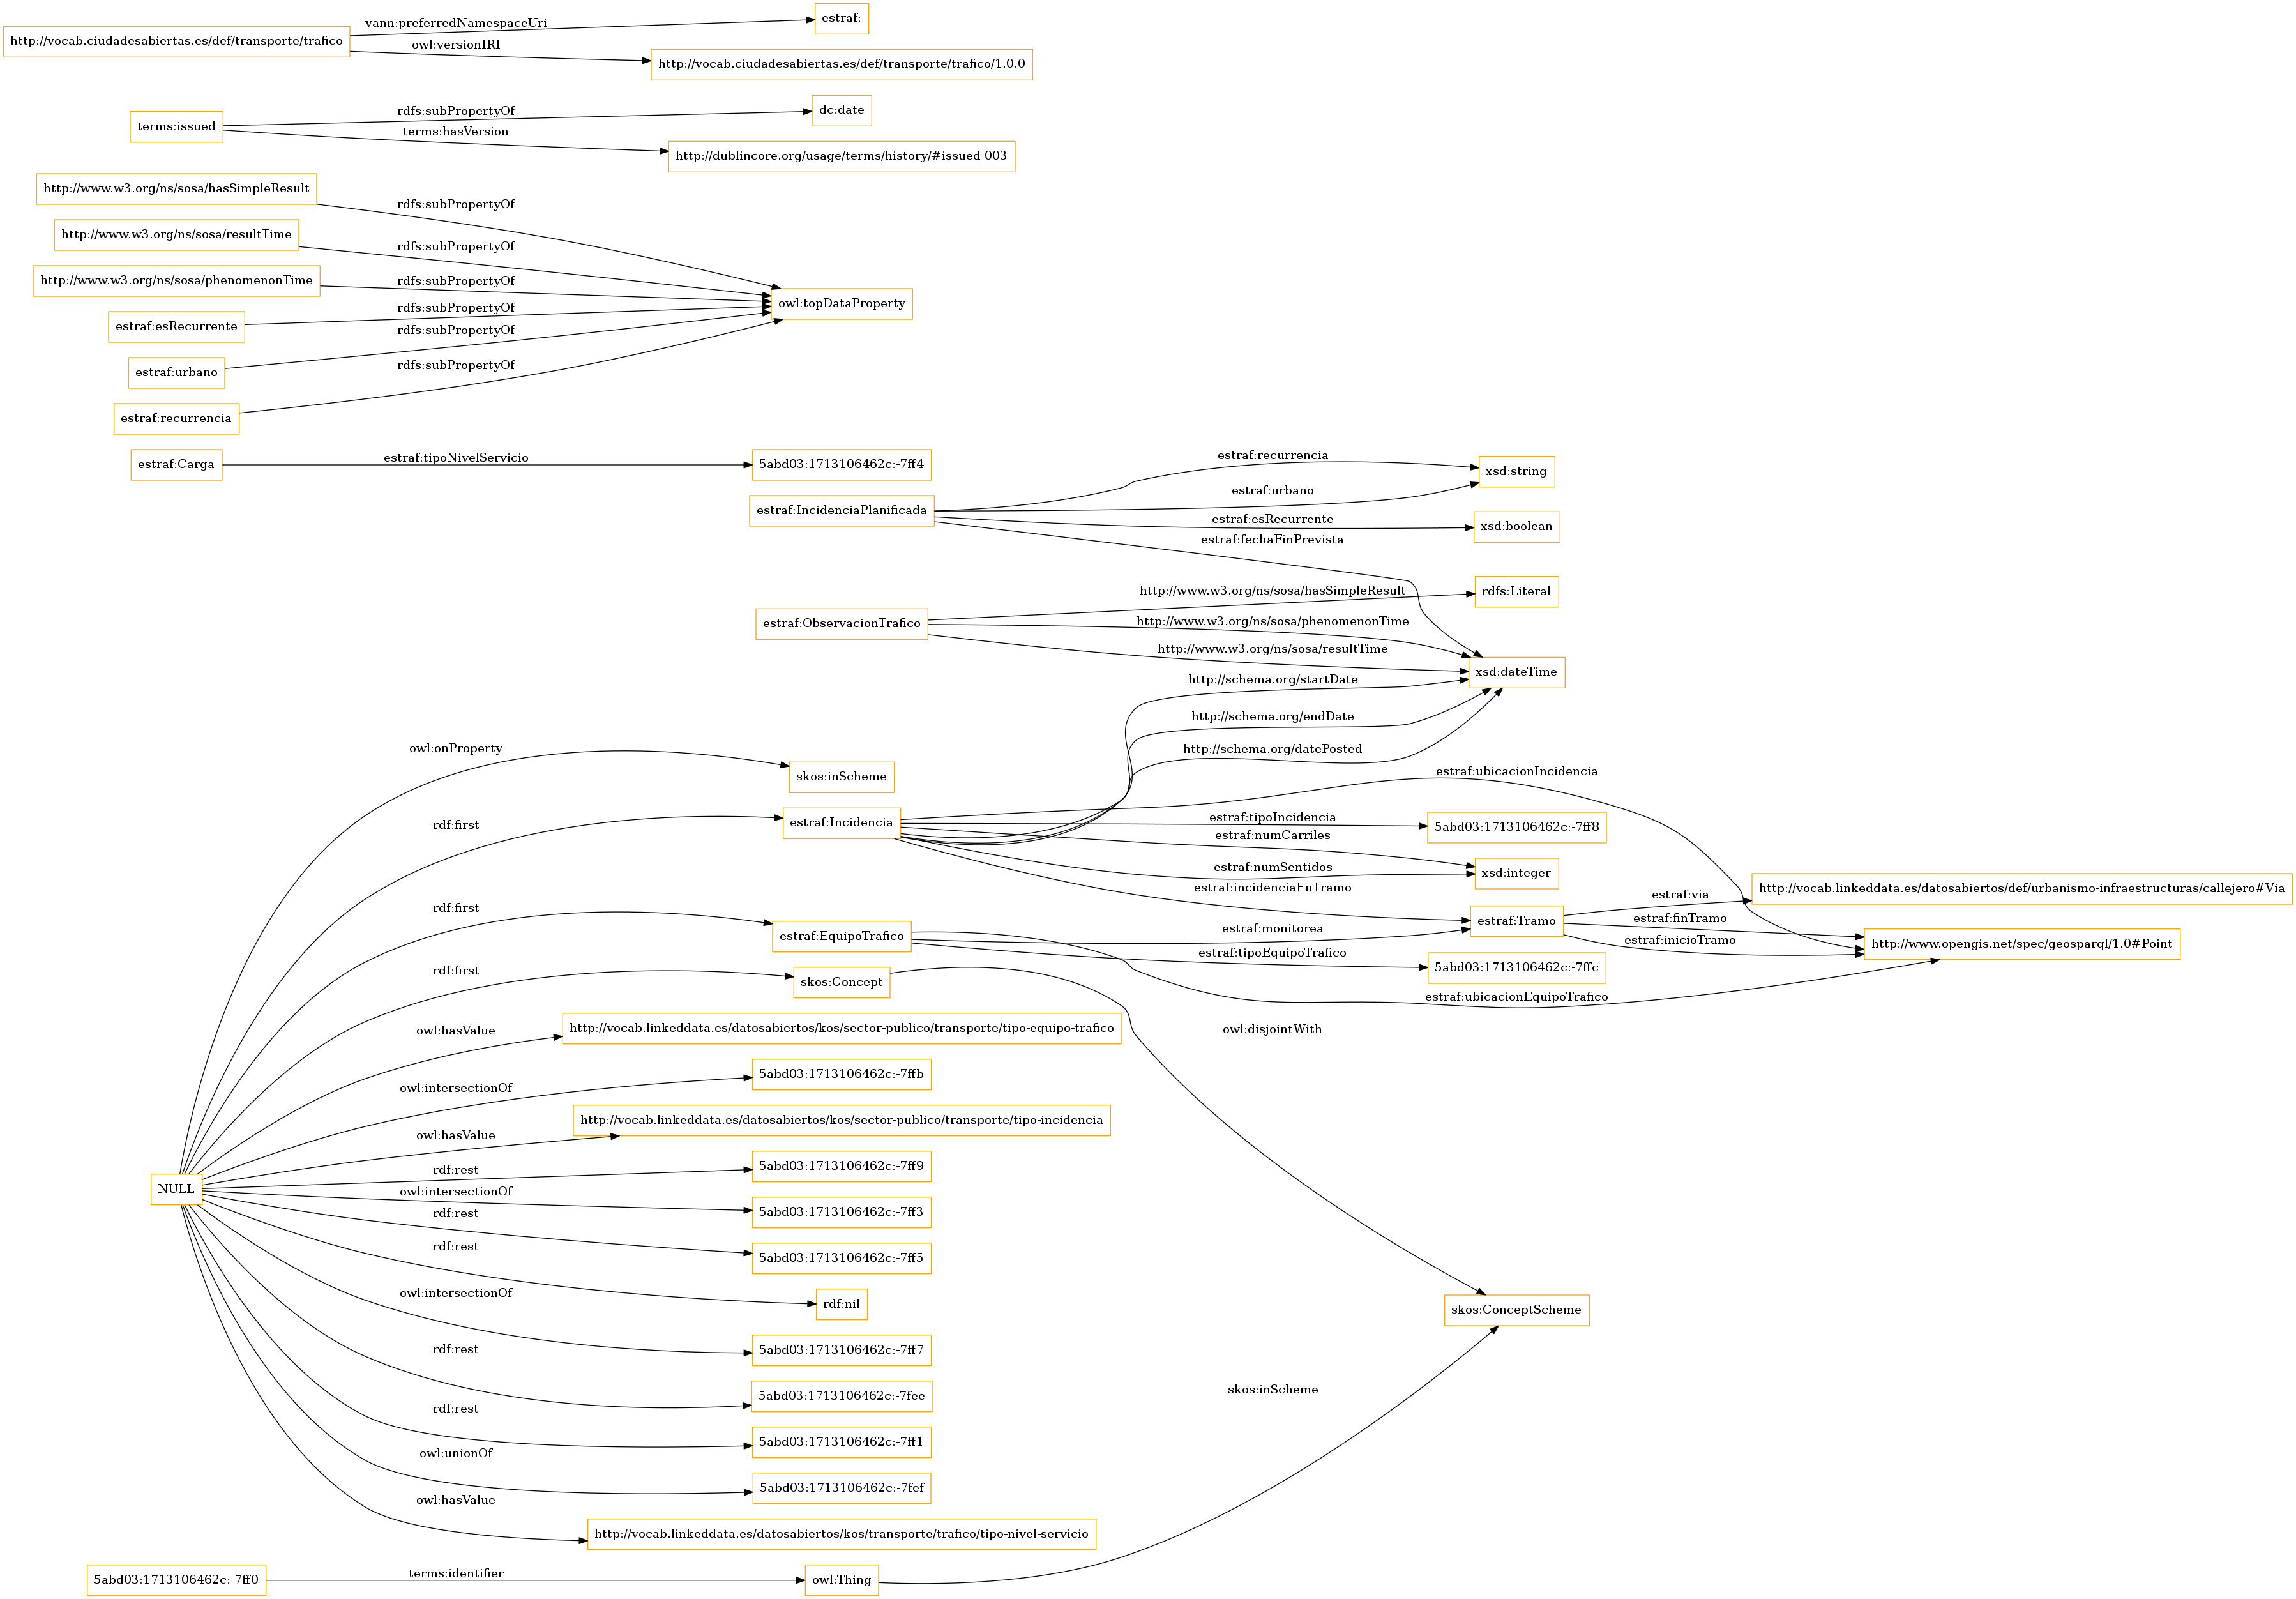 vann:preferredNamespaceUri
estraf:
http://vocab.ciudadesabiertas.es/def/transporte/trafico
owl:versionIRI
http://vocab.ciudadesabiertas.es/def/transporte/trafico/1.0.0
rdfs:subPropertyOf
dc:date
terms:issued
terms:hasVersion
http://dublincore.org/usage/terms/history/#issued-003
http://www.w3.org/ns/sosa/hasSimpleResult
rdfs:subPropertyOf
http://www.w3.org/ns/sosa/resultTime
rdfs:subPropertyOf
http://www.w3.org/ns/sosa/phenomenonTime
rdfs:subPropertyOf
owl:topDataProperty
estraf:esRecurrente
rdfs:subPropertyOf
rdfs:subPropertyOf
estraf:urbano
rdfs:subPropertyOf
estraf:recurrencia
estraf:Carga
estraf:tipoNivelServicio
5abd03:1713106462c:-7ff4
estraf:recurrencia
xsd:string
estraf:urbano
estraf:IncidenciaPlanificada
estraf:esRecurrente
xsd:boolean
estraf:fechaFinPrevista
http://www.w3.org/ns/sosa/hasSimpleResult
rdfs:Literal
estraf:ObservacionTrafico
http://www.w3.org/ns/sosa/phenomenonTime
http://www.w3.org/ns/sosa/resultTime
xsd:dateTime
http://schema.org/startDate
http://schema.org/endDate
owl:onProperty
http://schema.org/datePosted
skos:inScheme
estraf:ubicacionIncidencia
rdf:first
estraf:Incidencia
estraf:tipoIncidencia
5abd03:1713106462c:-7ff8
estraf:numCarriles
estraf:numSentidos
xsd:integer
estraf:incidenciaEnTramo
http://vocab.linkeddata.es/datosabiertos/def/urbanismo-infraestructuras/callejero#Via
estraf:via
rdf:first
estraf:Tramo
estraf:finTramo
estraf:EquipoTrafico
estraf:monitorea
estraf:inicioTramo
http://www.opengis.net/spec/geosparql/1.0#Point
estraf:tipoEquipoTrafico
5abd03:1713106462c:-7ffc
rdf:first
skos:Concept
estraf:ubicacionEquipoTrafico
owl:hasValue
http://vocab.linkeddata.es/datosabiertos/kos/sector-publico/transporte/tipo-equipo-trafico
owl:disjointWith
owl:intersectionOf
5abd03:1713106462c:-7ffb
owl:hasValue
http://vocab.linkeddata.es/datosabiertos/kos/sector-publico/transporte/tipo-incidencia
rdf:rest
5abd03:1713106462c:-7ff9
NULL
owl:intersectionOf
5abd03:1713106462c:-7ff3
rdf:rest
5abd03:1713106462c:-7ff5
rdf:rest
rdf:nil
skos:ConceptScheme
owl:intersectionOf
5abd03:1713106462c:-7ff7
rdf:rest
5abd03:1713106462c:-7fee
skos:inScheme
rdf:rest
5abd03:1713106462c:-7ff1
owl:unionOf
5abd03:1713106462c:-7fef
owl:hasValue
http://vocab.linkeddata.es/datosabiertos/kos/transporte/trafico/tipo-nivel-servicio
5abd03:1713106462c:-7ff0
terms:identifier
owl:Thing